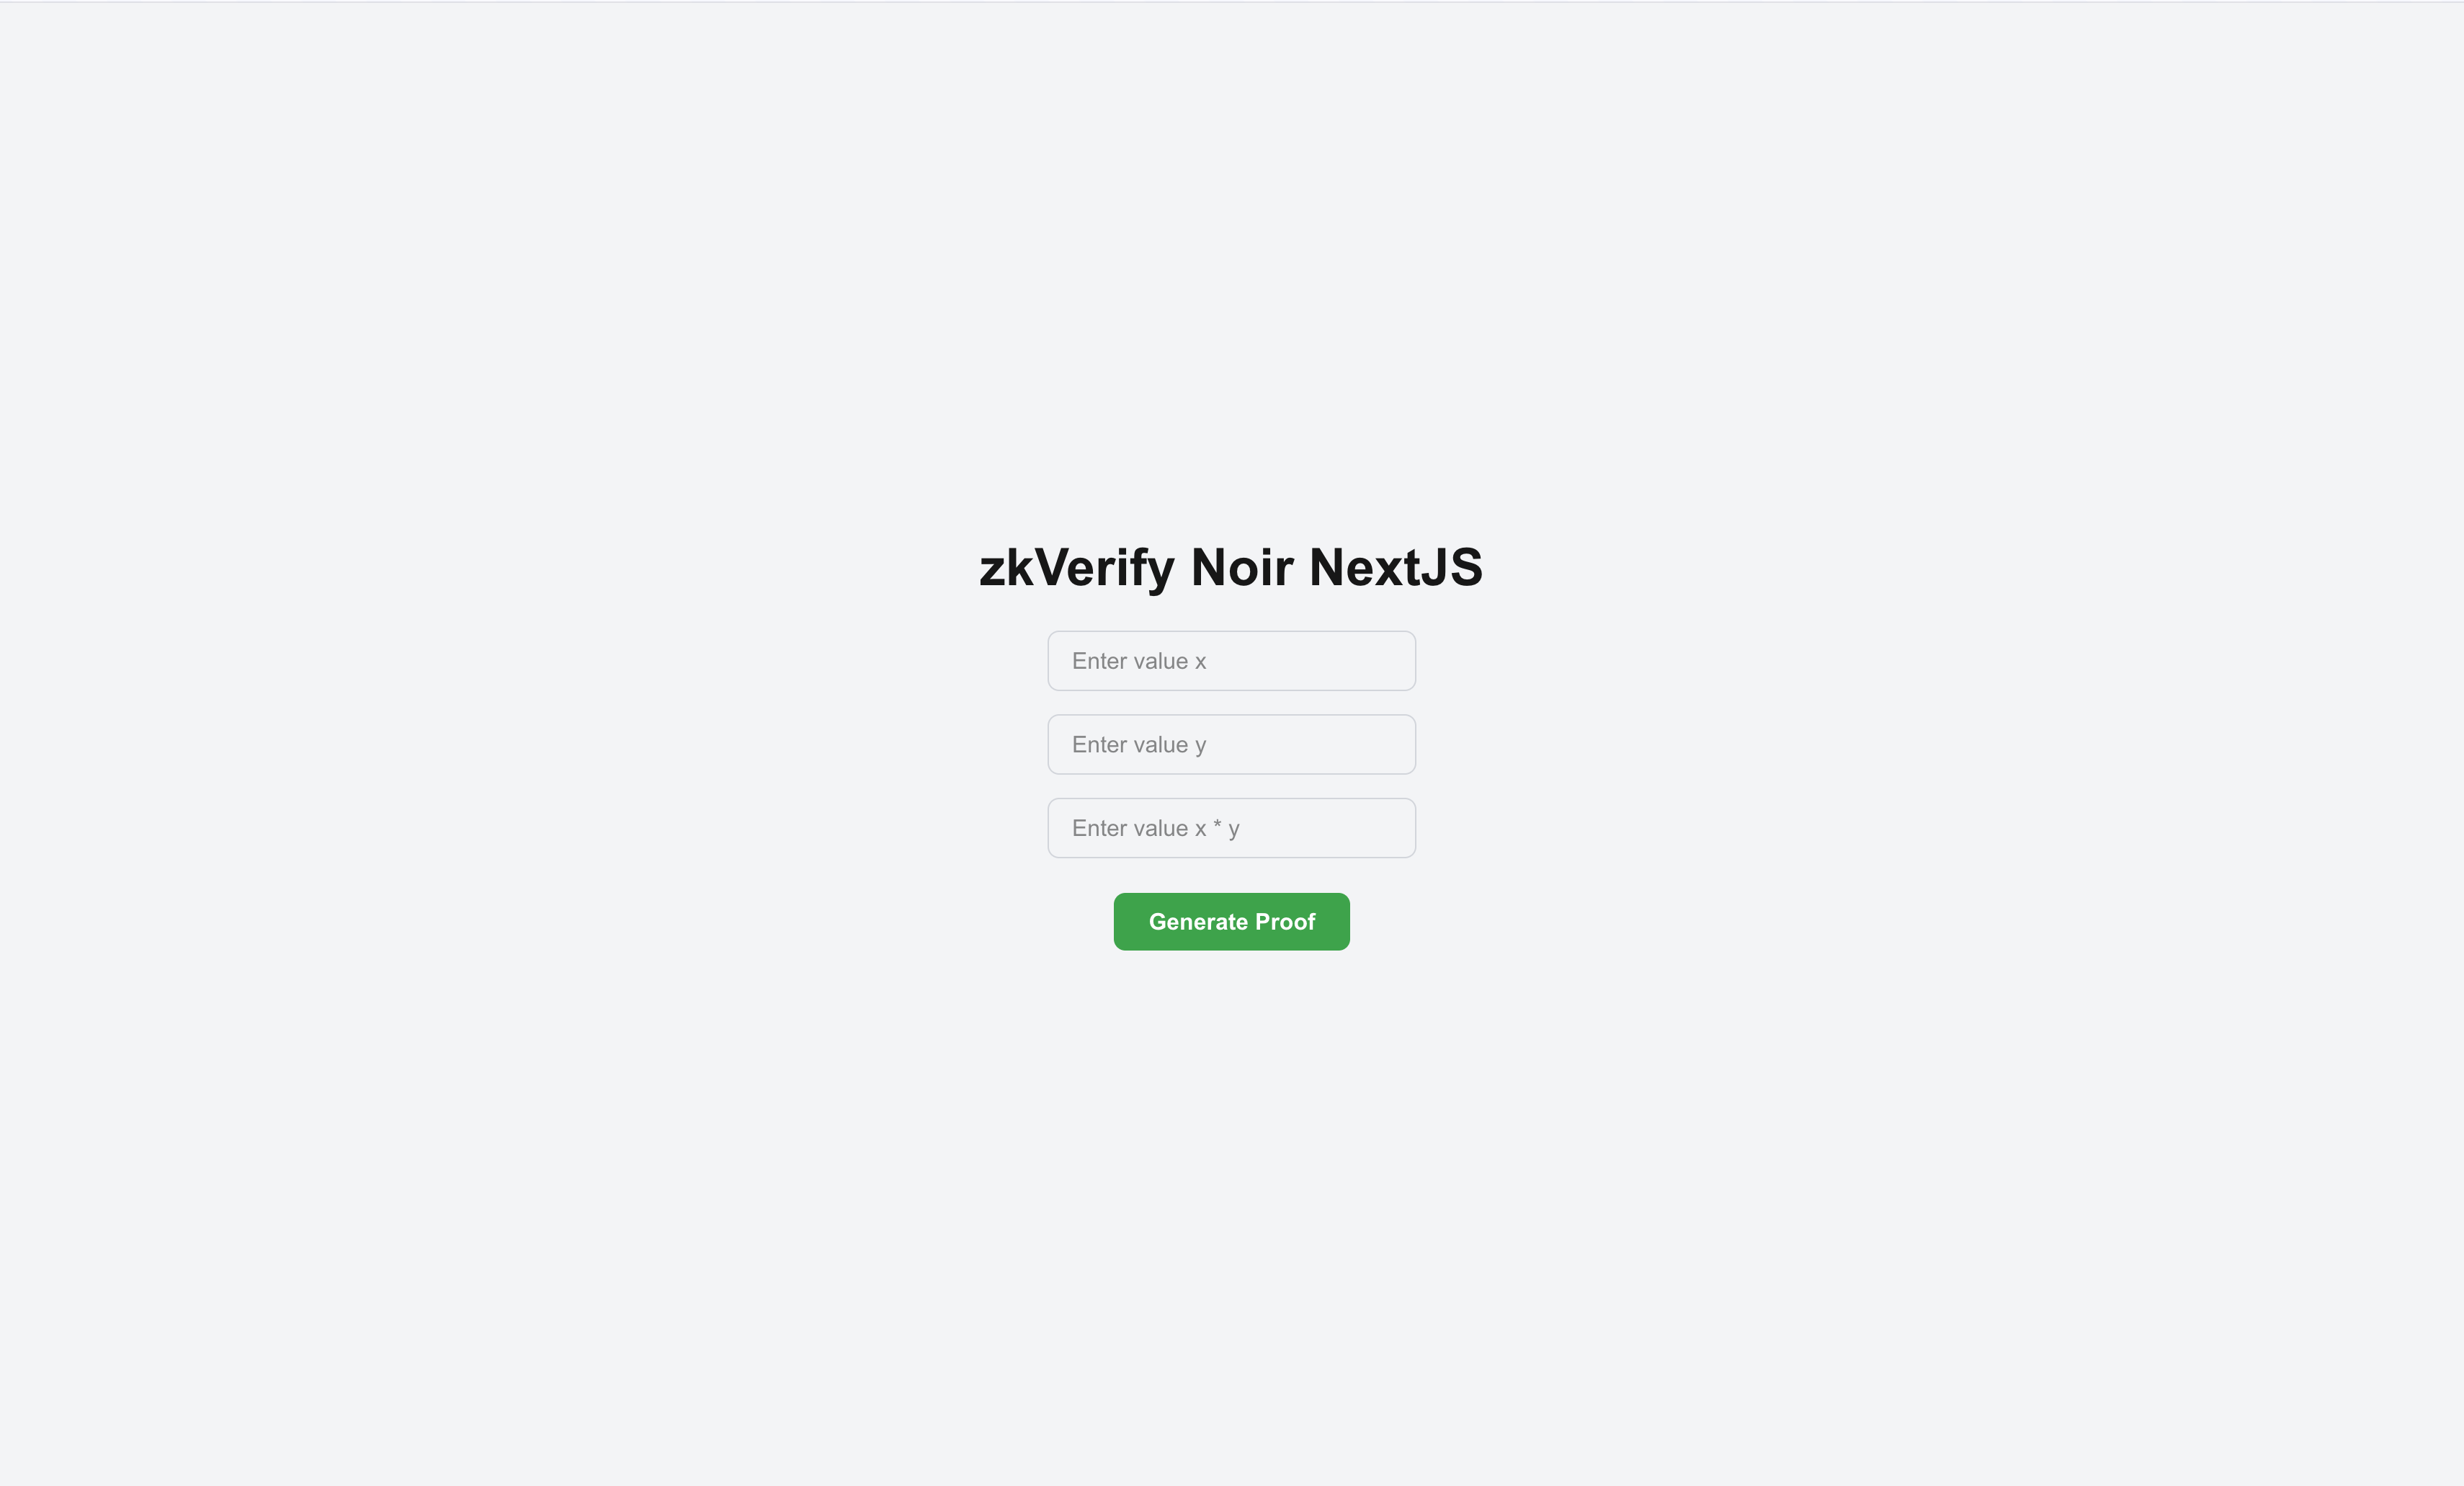 zkVerify Noir NextJS
Enter value x
Enter value y
Enter value x * y
Generate Proof